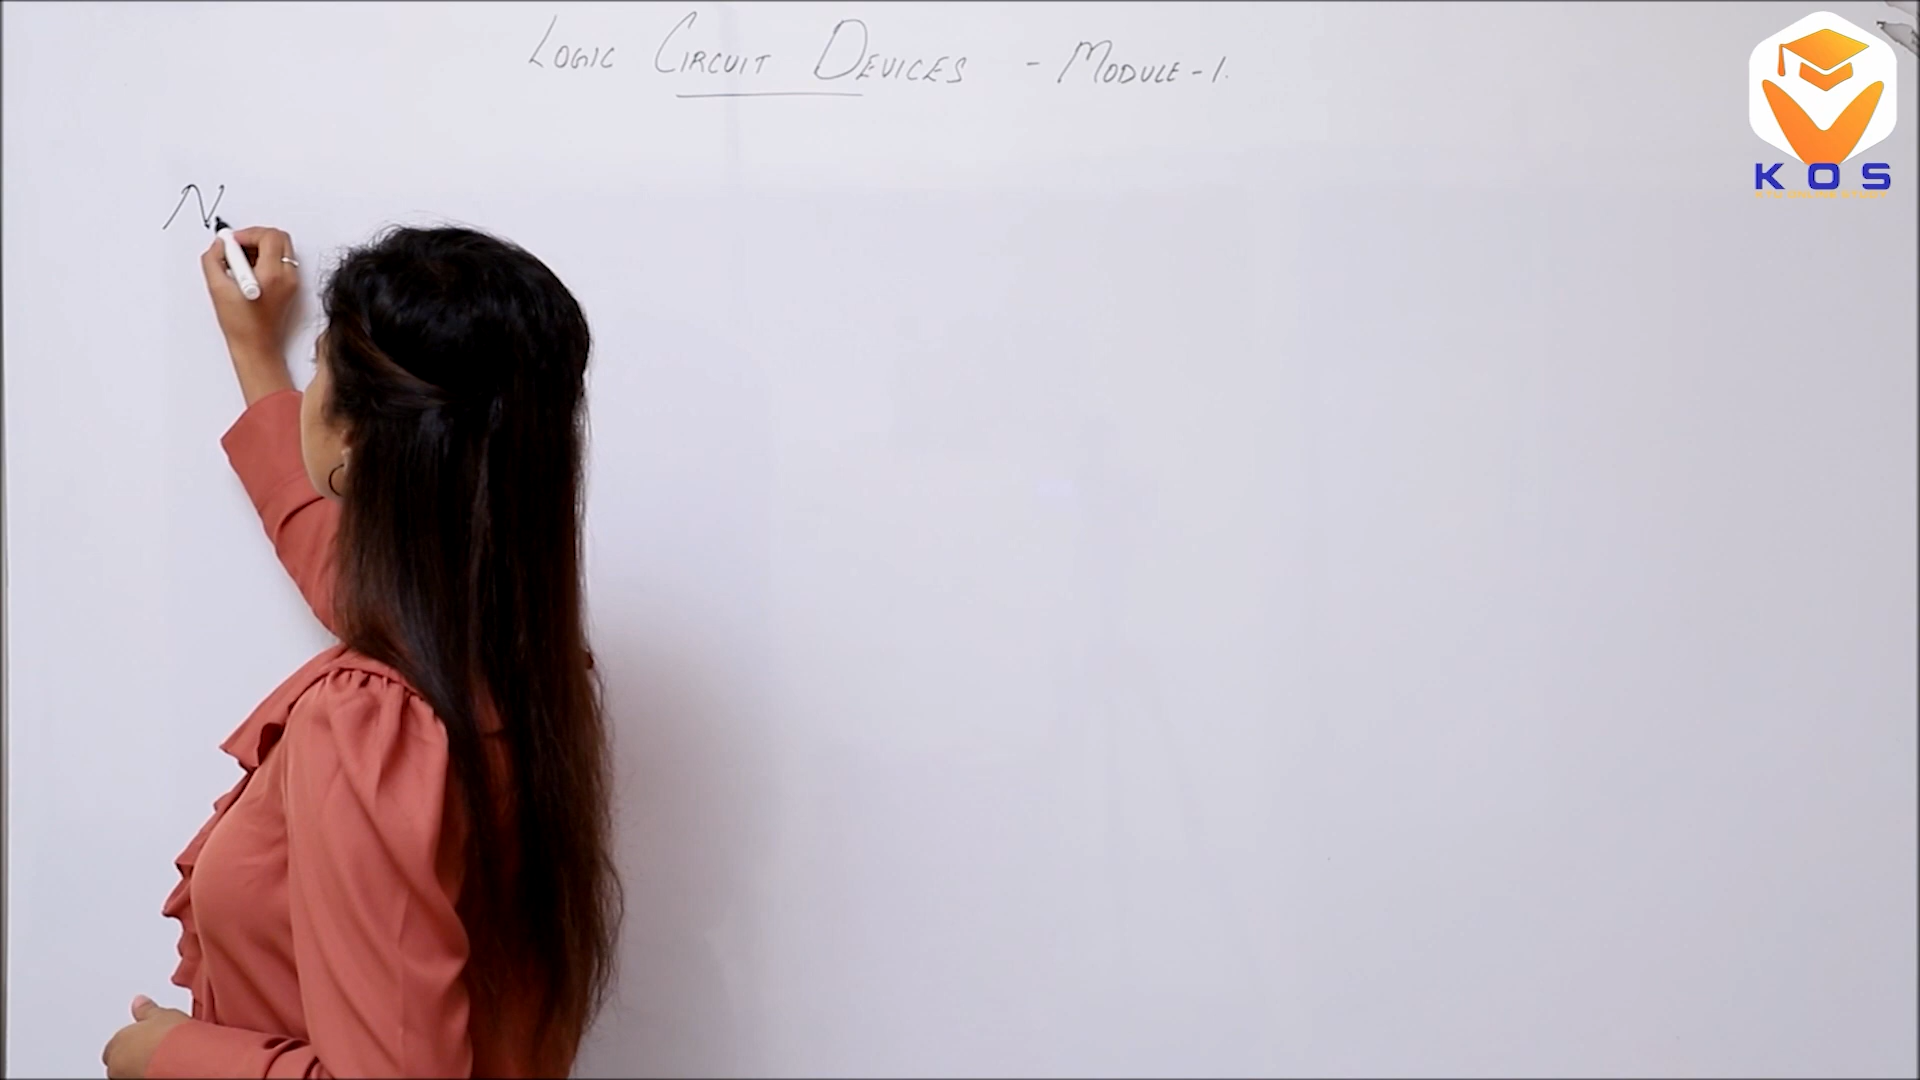 LOGIC CIRCUIT DEVICES - MODULE-1.
N
KOS